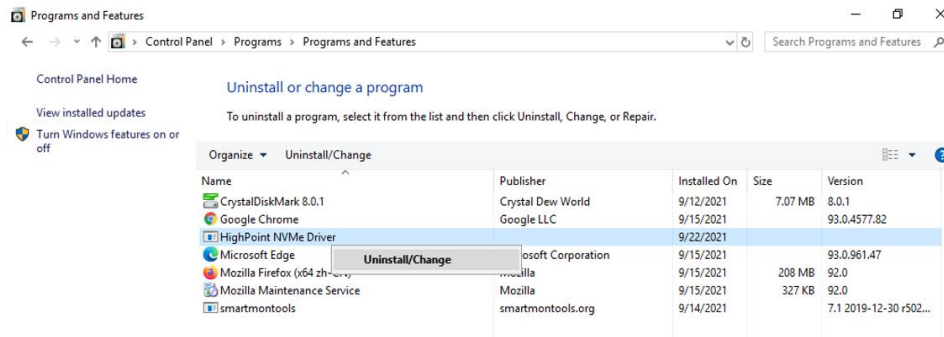 Programs and Features
Control Panel > Programs > Programs and Features
Search Programs and Features
Control Panel Home
View installed updates
Turn Windows features on or
off
Uninstall or change a program
To uninstall a program, select it from the list and then click Uninstall, Change, or Repair.
Organize Uninstall/Change
Name Publisher Installed On Size Version
CrystalDiskMark 8.0.1 Crystal Dew World 9/12/2021 7.07 MB 8.0.1
Google Chrome Google LLC 9/15/2021 93.0.4577.82
HighPoint NVMe Driver 9/22/2021
Microsoft Edge osoft Corporation 9/15/2021 93.0.961.47
Uninstall/Change
Mozilla Firefox (x64 zh- 9/15/2021 208 MB 92.0
Mozilla Maintenance Service Mozilla 9/15/2021 327 KB 92.0
smartmontools smartmontools.org 9/14/2021 7.1 2019-12-30 r502...